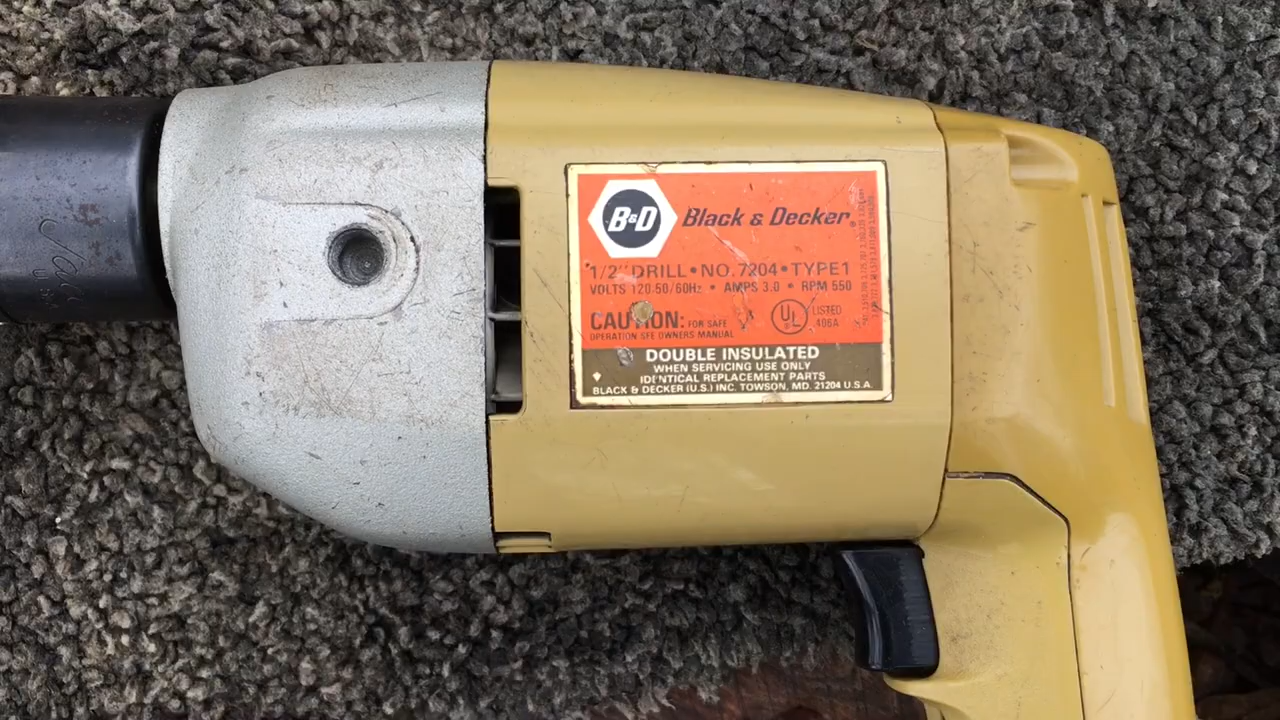 B&D Black & Decker®
1/2" DRILL • NO. 7204 • TYPE 1
VOLTS 120-60/60Hz • AMPS 3.0 • RPM 550
CAUTION: FOR SAFE
OPERATION SEE OWNERS MANUAL
UL LISTED
406A
DOUBLE INSULATED
WHEN SERVICING USE ONLY
IDENTICAL REPLACEMENT PARTS
BLACK & DECKER (U.S.) INC. TOWSON, MD. 21204 U.S.A.